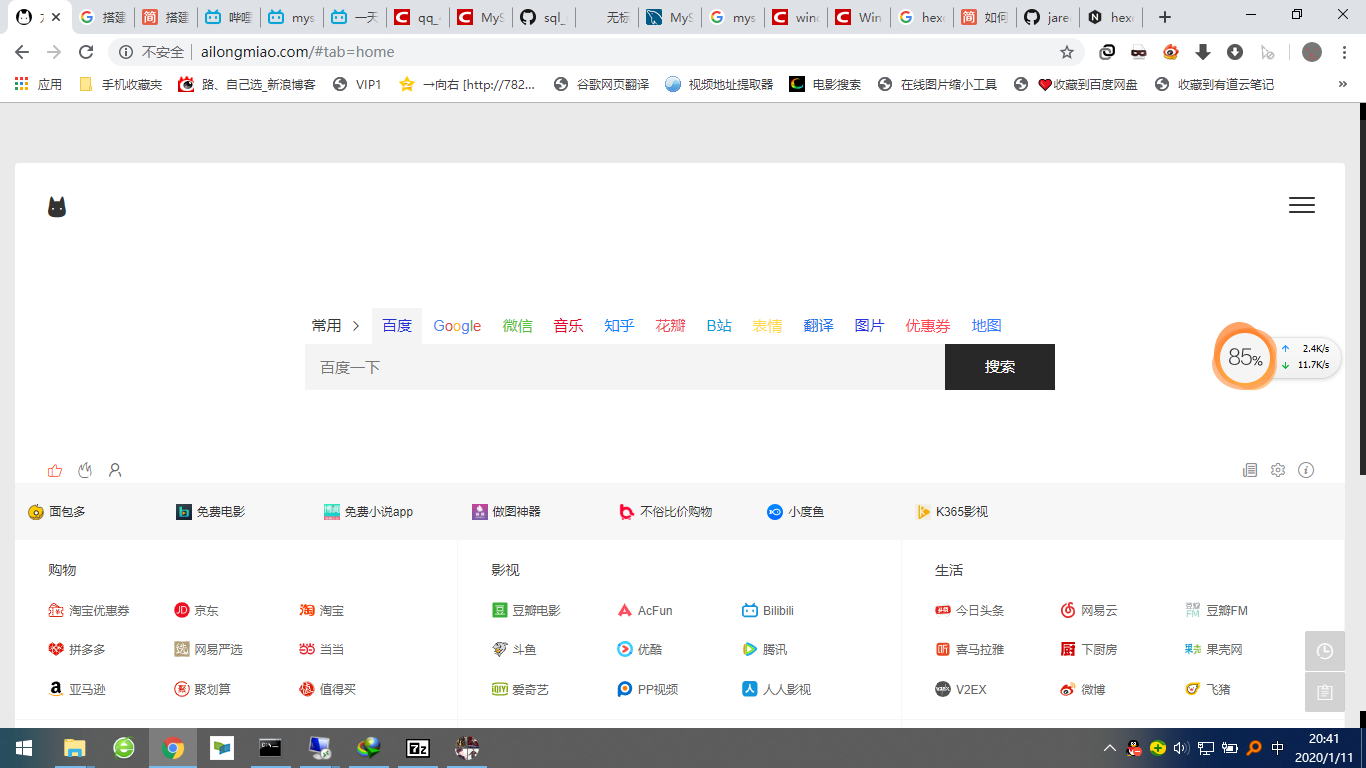 搭建 搭建 哔哩 mys 一天 qq_ MyS sql_ 无标 MyS mys winc Win hexo 如何 jare hexo
不安全 ailongmiao.com/#tab=home
应用 手机收藏夹 路、自己选_新浪博客 VIP1 →向右 [http://782... 谷歌网页翻译 视频地址提取器 电影搜索 在线图片缩小工具 收藏到百度网盘 收藏到有道云笔记 »
常用 百度 Google 微信 音乐 知乎 花瓣 B站 表情 翻译 图片 优惠券 地图
百度一下 搜索
85% 2.4K/s
11.7K/s
面包多 免费电影 免费小说app 做图神器 不俗比价购物 小度鱼 K365影视
购物 影视 生活
淘宝优惠券 京东 淘宝 豆瓣电影 AcFun Bilibili 今日头条 网易云 豆瓣FM
拼多多 网易严选 当当 斗鱼 优酷 腾讯 喜马拉雅 下厨房 果壳网
亚马逊 聚划算 值得买 爱奇艺 PP视频 人人影视 V2EX 微博 飞猪
中 20:41
2020/1/11